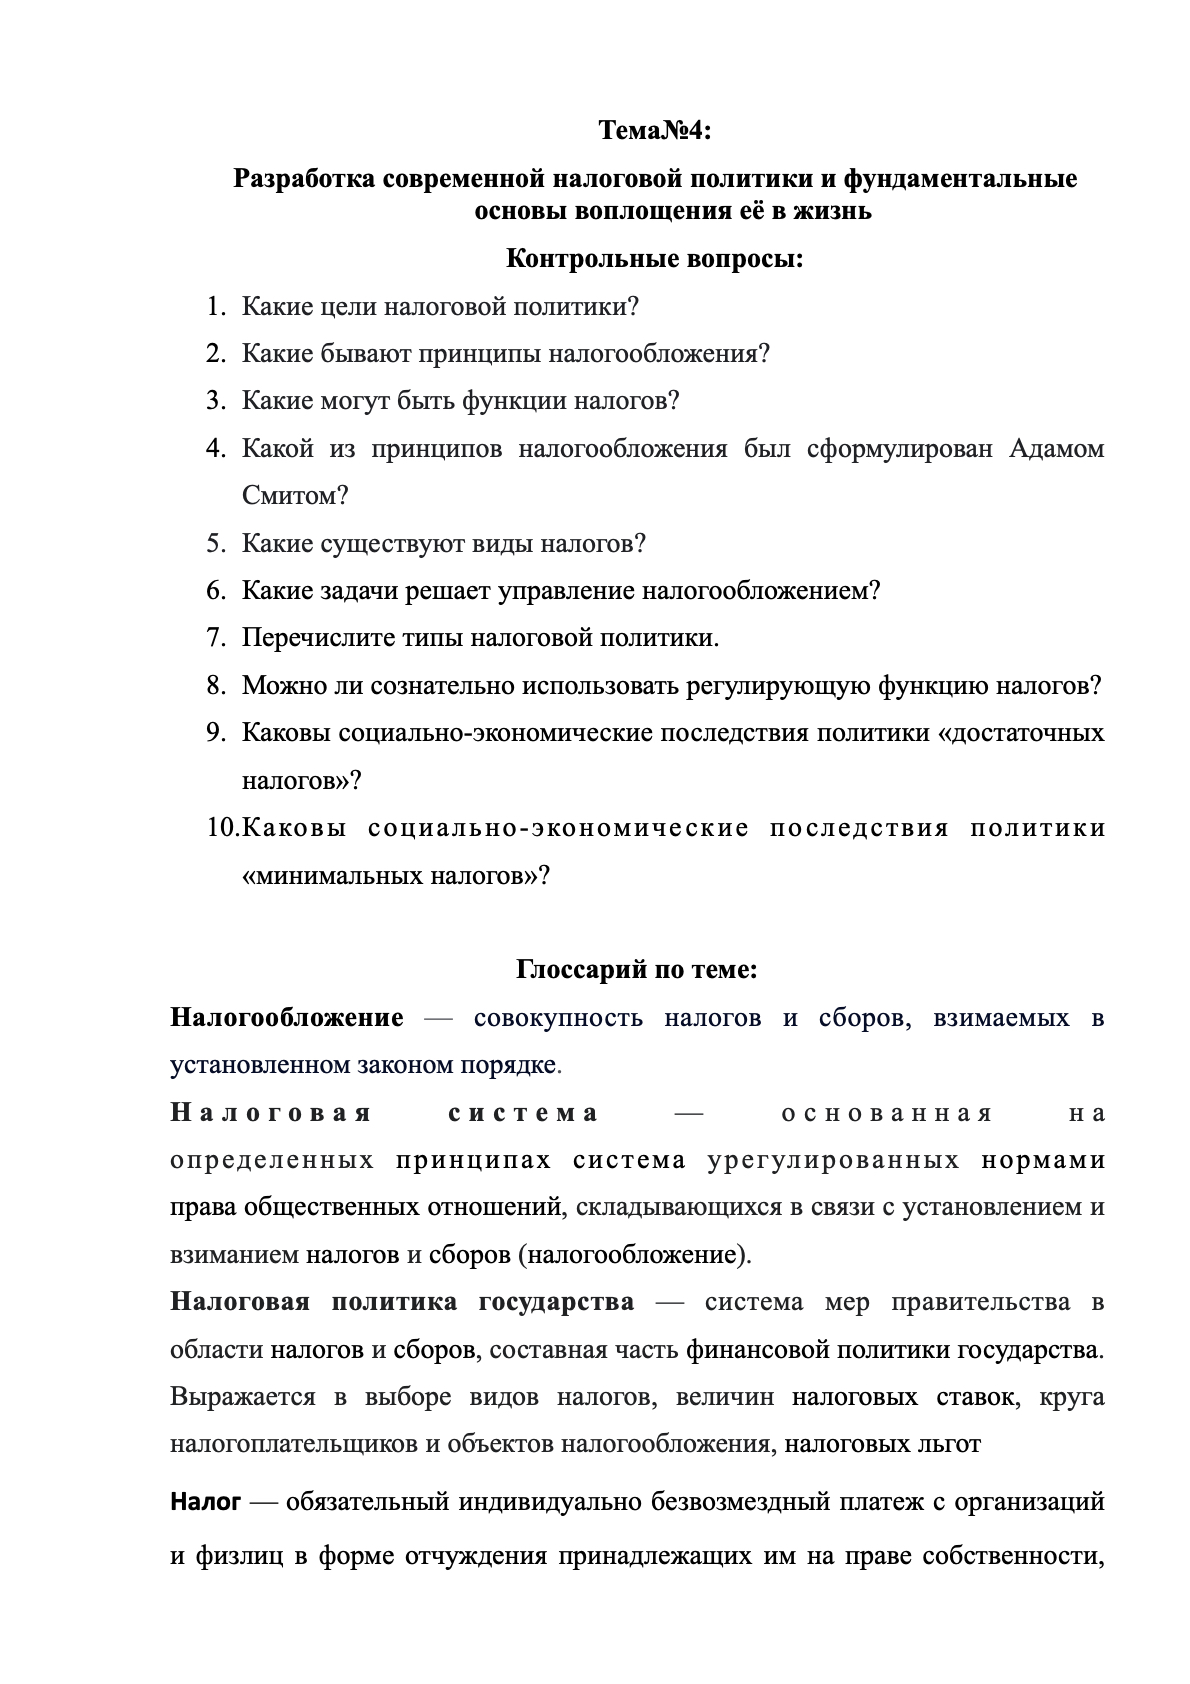 Тема№4:
Разработка современной налоговой политики и фундаментальные
основы воплощения её в жизнь
Контрольные вопросы:
1. Какие цели налоговой политики?
2. Какие бывают принципы налогообложения?
3. Какие могут быть функции налогов?
4. Какой из принципов налогообложения был сформулирован Адамом
Смитом?
5. Какие существуют виды налогов?
6. Какие задачи решает управление налогообложением?
7. Перечислите типы налоговой политики.
8. Можно ли сознательно использовать регулирующую функцию налогов?
9. Каковы социально-экономические последствия политики «достаточных
налогов»?
10.Каковы социально-экономические последствия политики
«минимальных налогов»?
Глоссарий по теме:
Налогообложение — совокупность налогов и сборов, взимаемых в
установленном законом порядке.
Налоговая система — основанная на
определенных принципах система урегулированных нормами
права общественных отношений, складывающихся в связи с установлением и
взиманием налогов и сборов (налогообложение).
Налоговая политика государства — система мер правительства в
области налогов и сборов, составная часть финансовой политики государства.
Выражается в выборе видов налогов, величин налоговых ставок, круга
налогоплательщиков и объектов налогообложения, налоговых льгот
Налог — обязательный индивидуально безвозмездный платеж с организаций
и физлиц в форме отчуждения принадлежащих им на праве собственности,